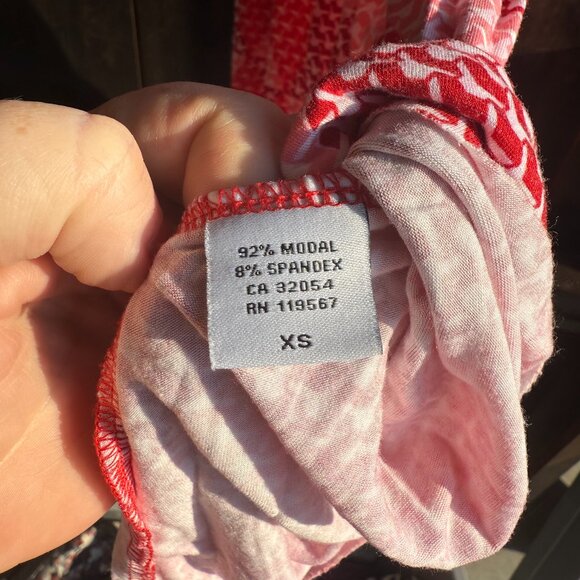 92% MODAL
8% SPANDEX
CA 32054
RN 119567
XS